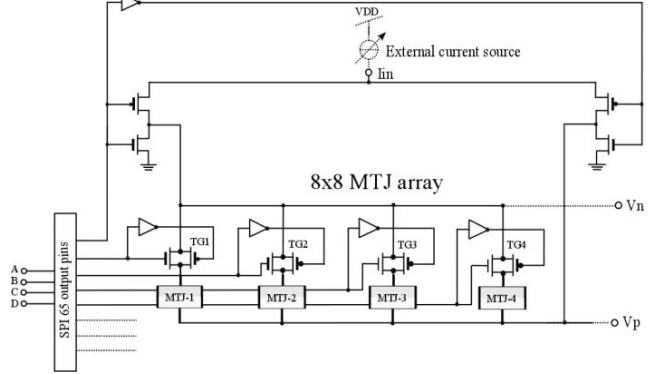 VDD
External current source
Iin
8x8 MTJ array
Vn
TG1
TG2
TG3
TG4
A
B
C
D
SPI 65 output pins
MTJ-1
MTJ-2
MTJ-3
MTJ-4
Vp